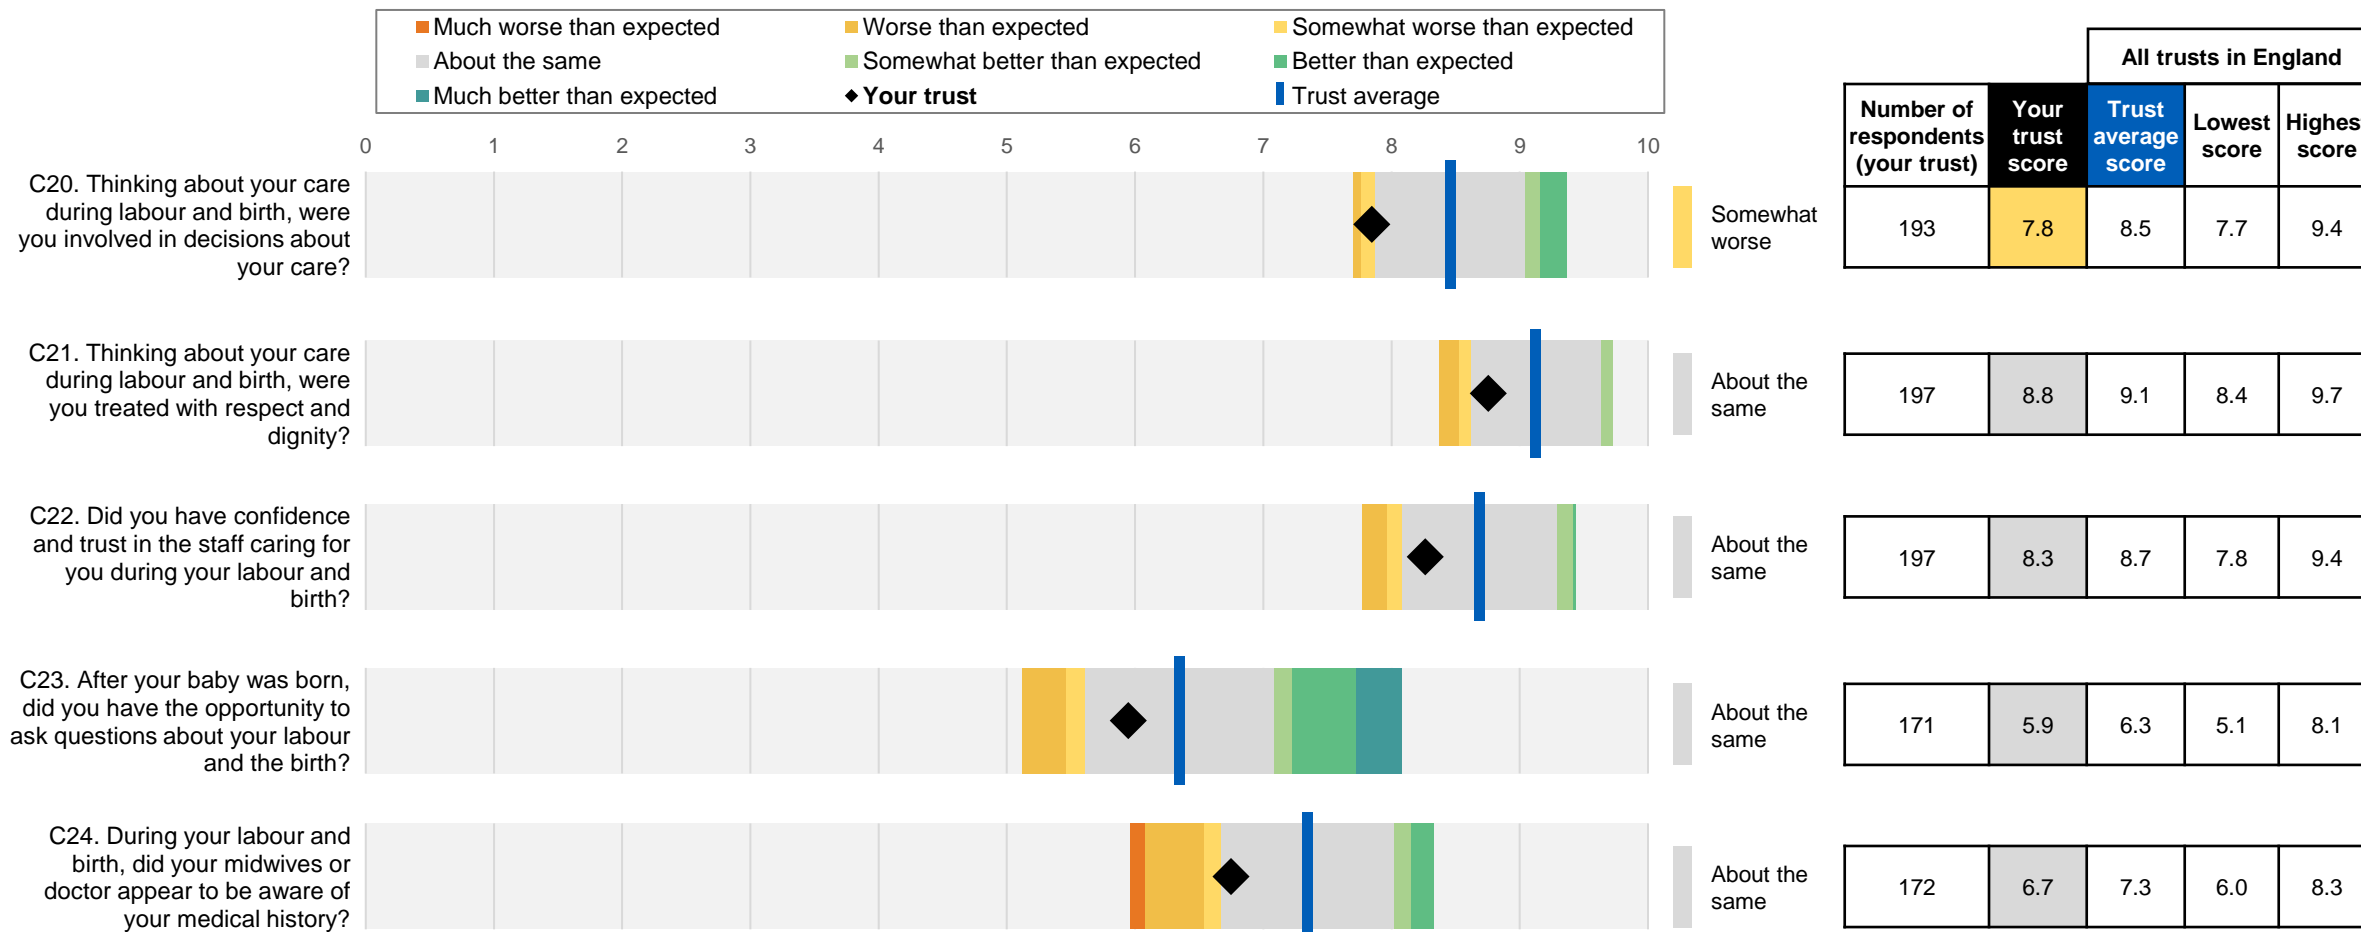 Much worse than expected
Worse than expected
Somewhat worse than expected
About the same
Somewhat better than expected
Better than expected
Much better than expected
Your trust
Trust average
All trusts in England
Number of
respondents
(your trust)
Your
trust
score
Trust
average
score
Lowest
score
Highest
score
0 1 2 3 4 5 6 7 8 9 10
C20. Thinking about your care
during labour and birth, were
you involved in decisions about
your care?
Somewhat
worse
193 7.8 8.5 7.7 9.4
C21. Thinking about your care
during labour and birth, were
you treated with respect and
dignity?
About the
same
197 8.8 9.1 8.4 9.7
C22. Did you have confidence
and trust in the staff caring for
you during your labour and
birth?
About the
same
197 8.3 8.7 7.8 9.4
C23. After your baby was born,
did you have the opportunity to
ask questions about your labour
and the birth?
About the
same
171 5.9 6.3 5.1 8.1
C24. During your labour and
birth, did your midwives or
doctor appear to be aware of
your medical history?
About the
same
172 6.7 7.3 6.0 8.3